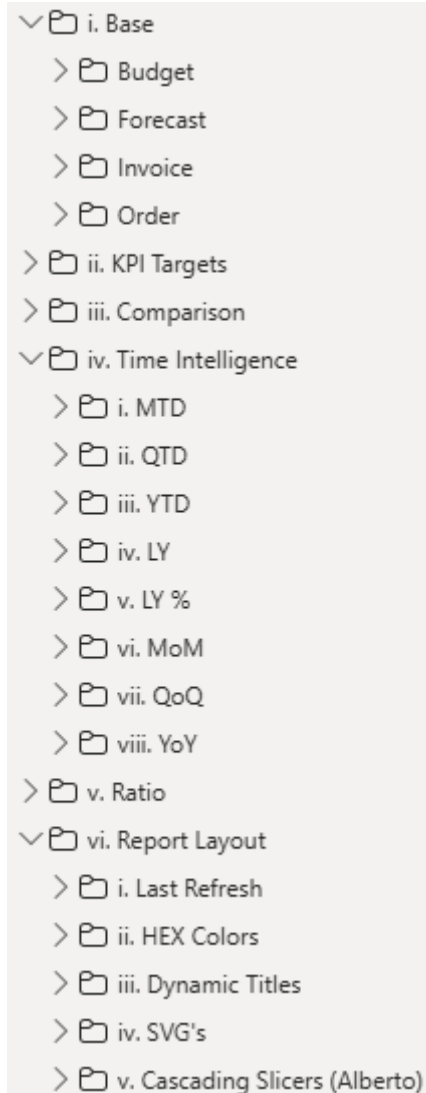 i. Base
Budget
Forecast
Invoice
Order
ii. KPI Targets
iii. Comparison
iv. Time Intelligence
i. MTD
ii. QTD
iii. YTD
iv. LY
v. LY %
vi. MoM
vii. QoQ
viii. YoY
v. Ratio
vi. Report Layout
i. Last Refresh
ii. HEX Colors
iii. Dynamic Titles
iv. SVG's
v. Cascading Slicers (Alberto)